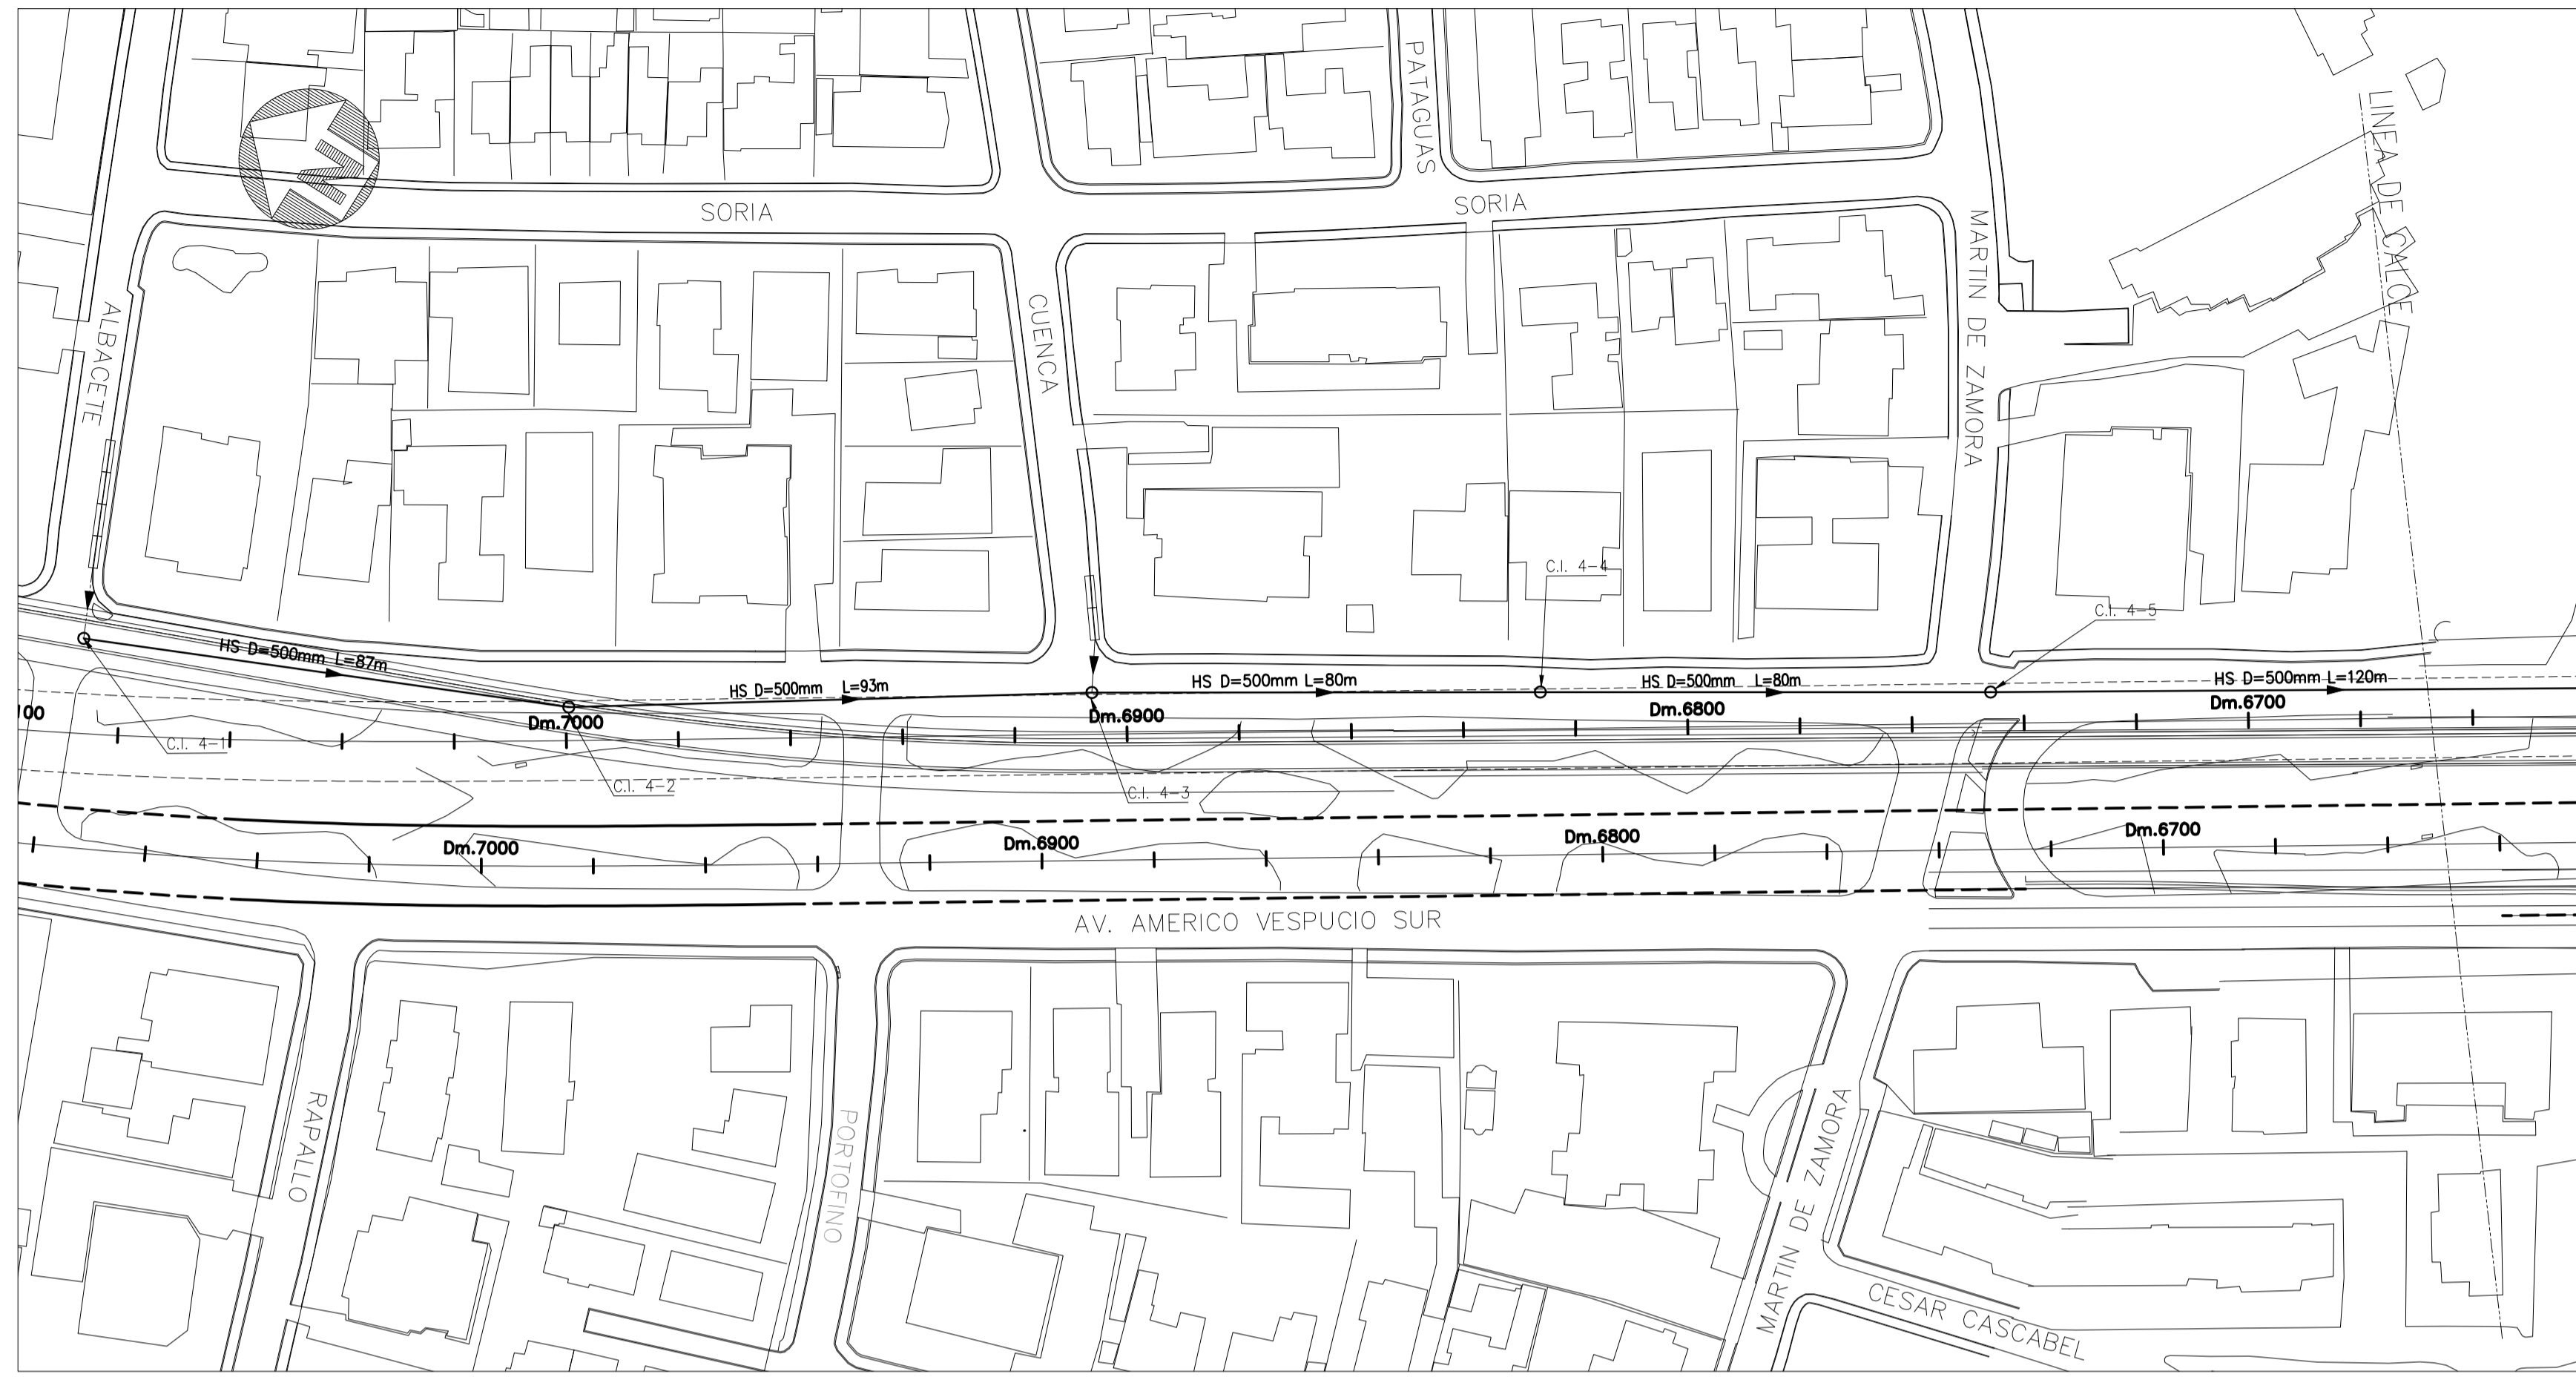 PATAGUAS
N
LINEA DE CALCE
SORIA
SORIA
MARTIN DE ZAMORA
ALBACETE
CUENCA
C.I. 4-4
C.I. 4-5
HS D=500mm L=87m
HS D=500mm L=93m
HS D=500mm L=80m
HS D=500mm L=80m
HS D=500mm L=120m
Dm.7000
Dm.6900
Dm.6800
Dm.6700
C.I. 4-1
C.I. 4-2
C.I. 4-3
Dm.7000
Dm.6900
Dm.6800
Dm.6700
AV. AMERICO VESPUCIO SUR
RAPALLO
PORTOFINO
MARTIN DE ZAMORA
CESAR CASCABEL